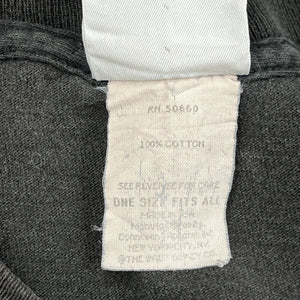 RN 50660
100% COTTON
SEE REVERSE FOR CARE
ONE SIZE FITS ALL
MADE IN USA
NEW YORK CITY, N.Y.
©THE WALT DISNEY CO.